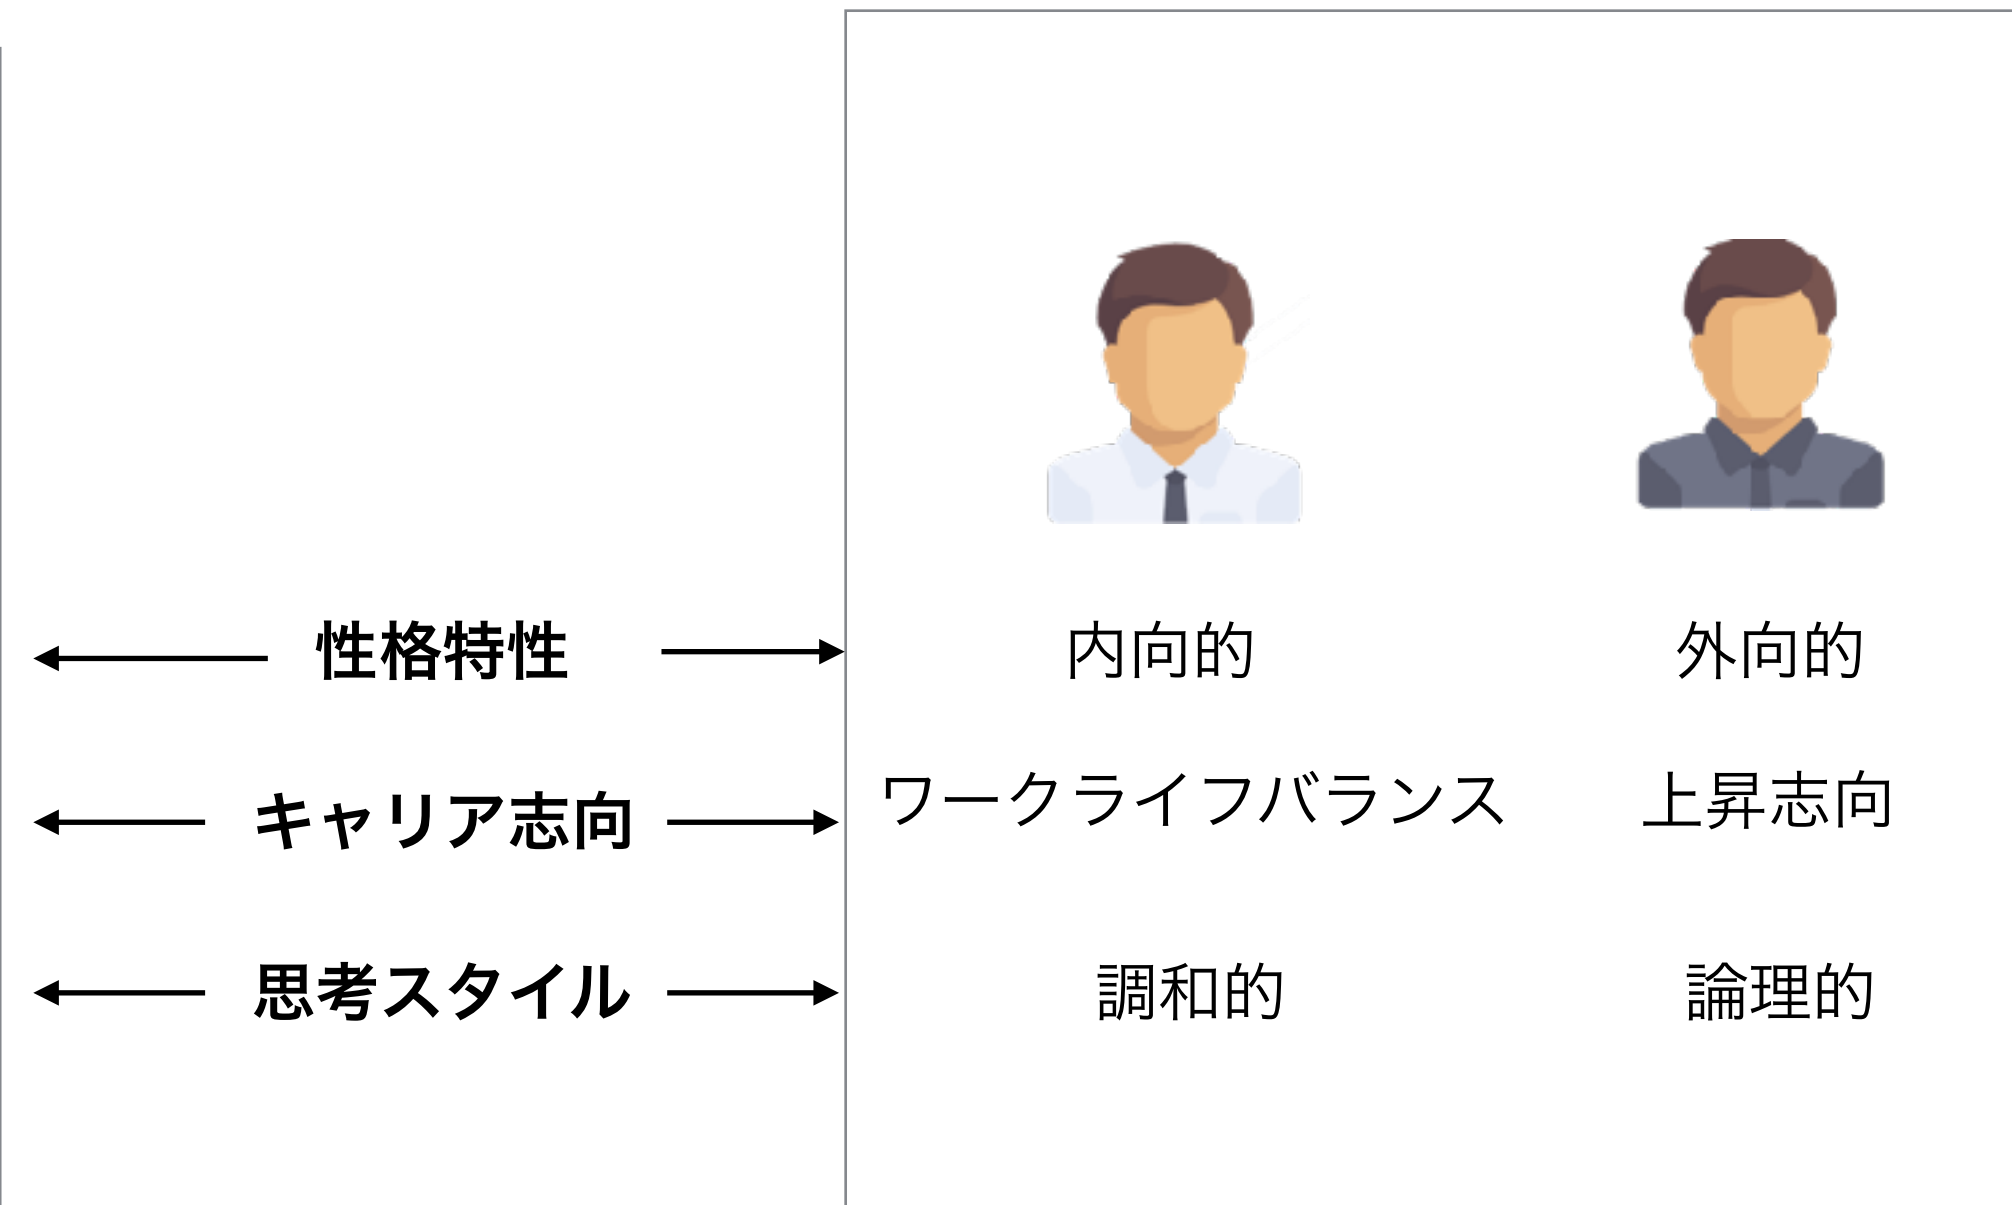 性格特性 内向的 外向的
キャリア志向 ワークライフバランス 上昇志向
思考スタイル 調和的 論理的